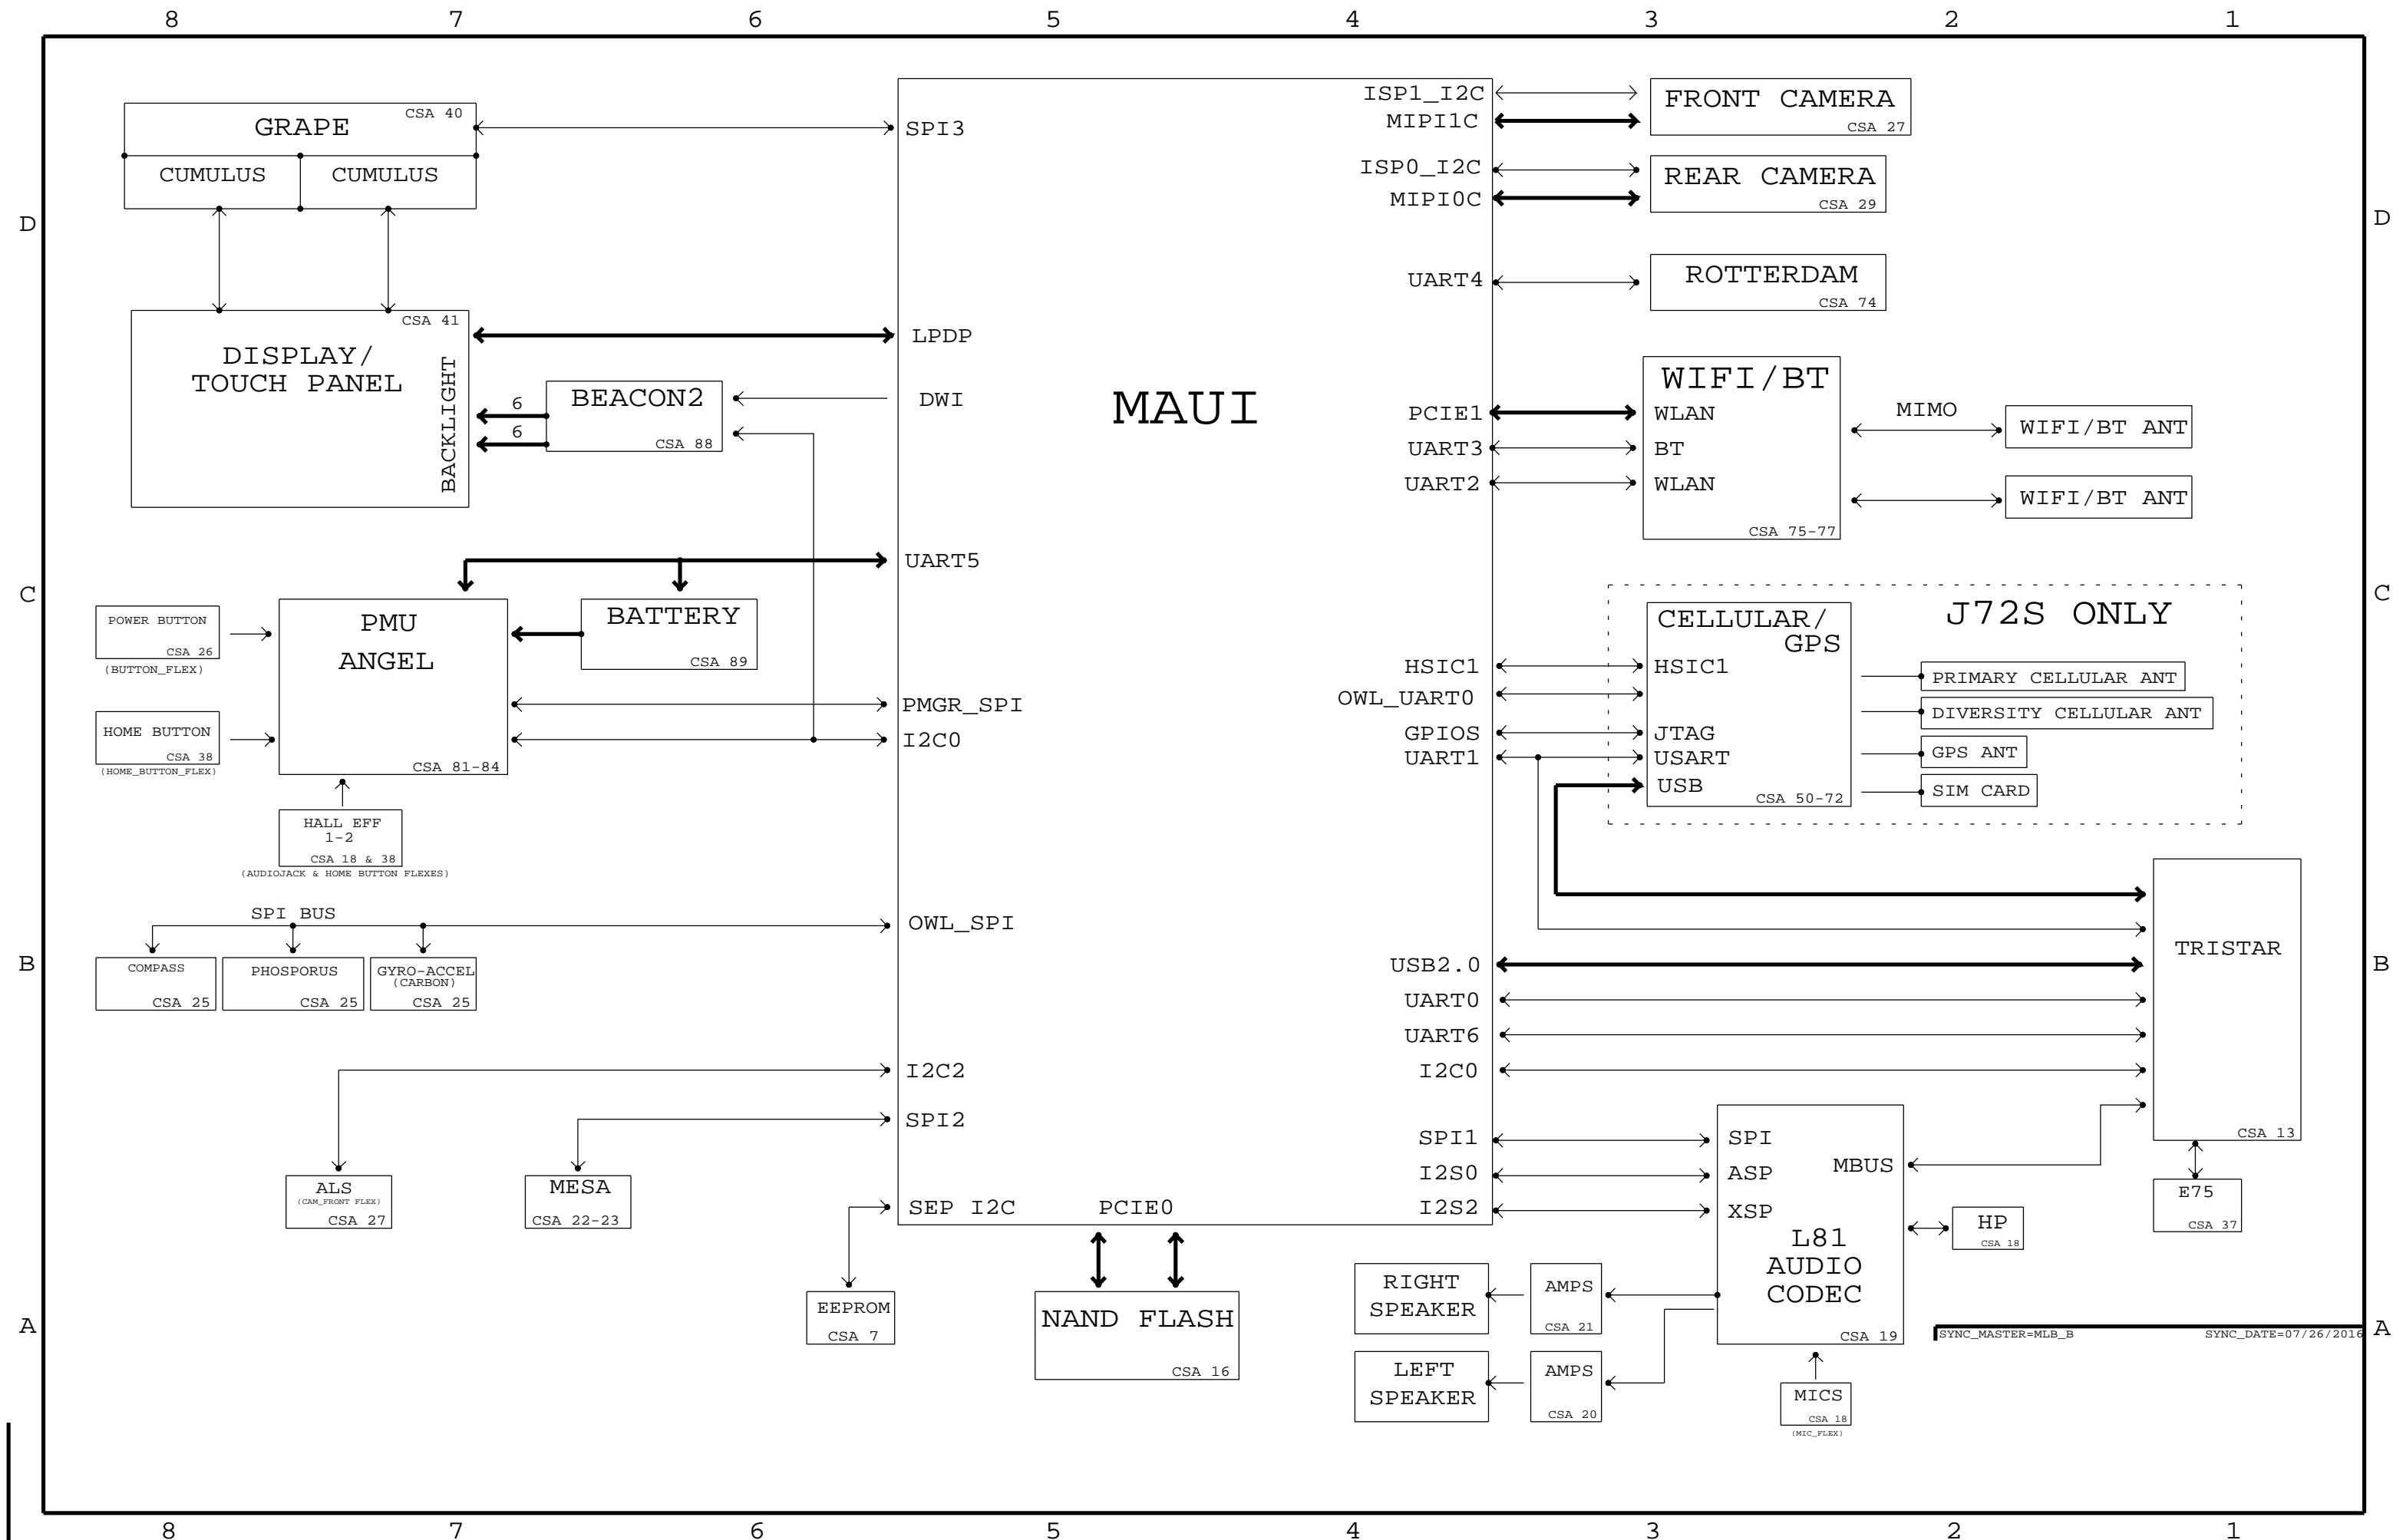 8 7 6 5 4 3 2 1
D
C
B
A
GRAPE
CSA 40
CUMULUS
CUMULUS
CSA 41
DISPLAY/
TOUCH PANEL
BACKLIGHT
6
6
BEACON2
CSA 88
POWER BUTTON
CSA 26
(BUTTON_FLEX)
HOME BUTTON
CSA 38
(HOME_BUTTON_FLEX)
PMU
ANGEL
CSA 81-84
BATTERY
CSA 89
HALL EFF
1-2
CSA 18 & 38
(AUDIOJACK & HOME BUTTON FLEXES)
SPI BUS
COMPASS
CSA 25
PHOSPORUS
CSA 25
GYRO-ACCEL
(CARBON)
CSA 25
ALS
(CAM_FRONT FLEX)
CSA 27
MESA
CSA 22-23
EEPROM
CSA 7
MAUI
SPI3
LPDP
DWI
UART5
PMGR_SPI
I2C0
OWL_SPI
I2C2
SPI2
SEP I2C
PCIE0
NAND FLASH
CSA 16
ISP1_I2C
MIPI1C
ISP0_I2C
MIPI0C
UART4
PCIE1
UART3
UART2
HSIC1
OWL_UART0
GPIOS
UART1
USB2.0
UART0
UART6
I2C0
SPI1
I2S0
I2S2
FRONT CAMERA
CSA 27
REAR CAMERA
CSA 29
ROTTERDAM
CSA 74
WIFI/BT
WLAN
BT
WLAN
CSA 75-77
MIMO
WIFI/BT ANT
WIFI/BT ANT
J72S ONLY
CELLULAR/
GPS
HSIC1
JTAG
USART
USB
CSA 50-72
PRIMARY CELLULAR ANT
DIVERSITY CELLULAR ANT
GPS ANT
SIM CARD
TRISTAR
CSA 13
E75
CSA 37
SPI
ASP
XSP
MBUS
L81
AUDIO
CODEC
CSA 19
HP
CSA 18
RIGHT
SPEAKER
AMPS
CSA 21
LEFT
SPEAKER
AMPS
CSA 20
MICS
CSA 18
(MIC_FLEX)
SYNC_MASTER=MLB_B
SYNC_DATE=07/26/2016
D
C
B
A
8 7 6 5 4 3 2 1